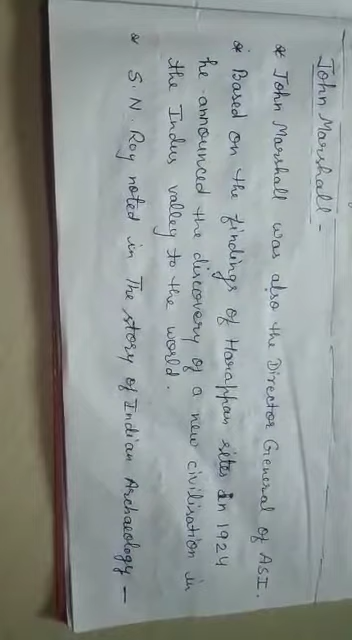 John Marshall -
* John Marshall was also the Director General of ASI.
* Based on the findings of Harappan sites in 1924
he announced the discovery of a new civilisation in
the Indus valley to the world.
* S.N. Roy noted in The story of Indian Archaeology -